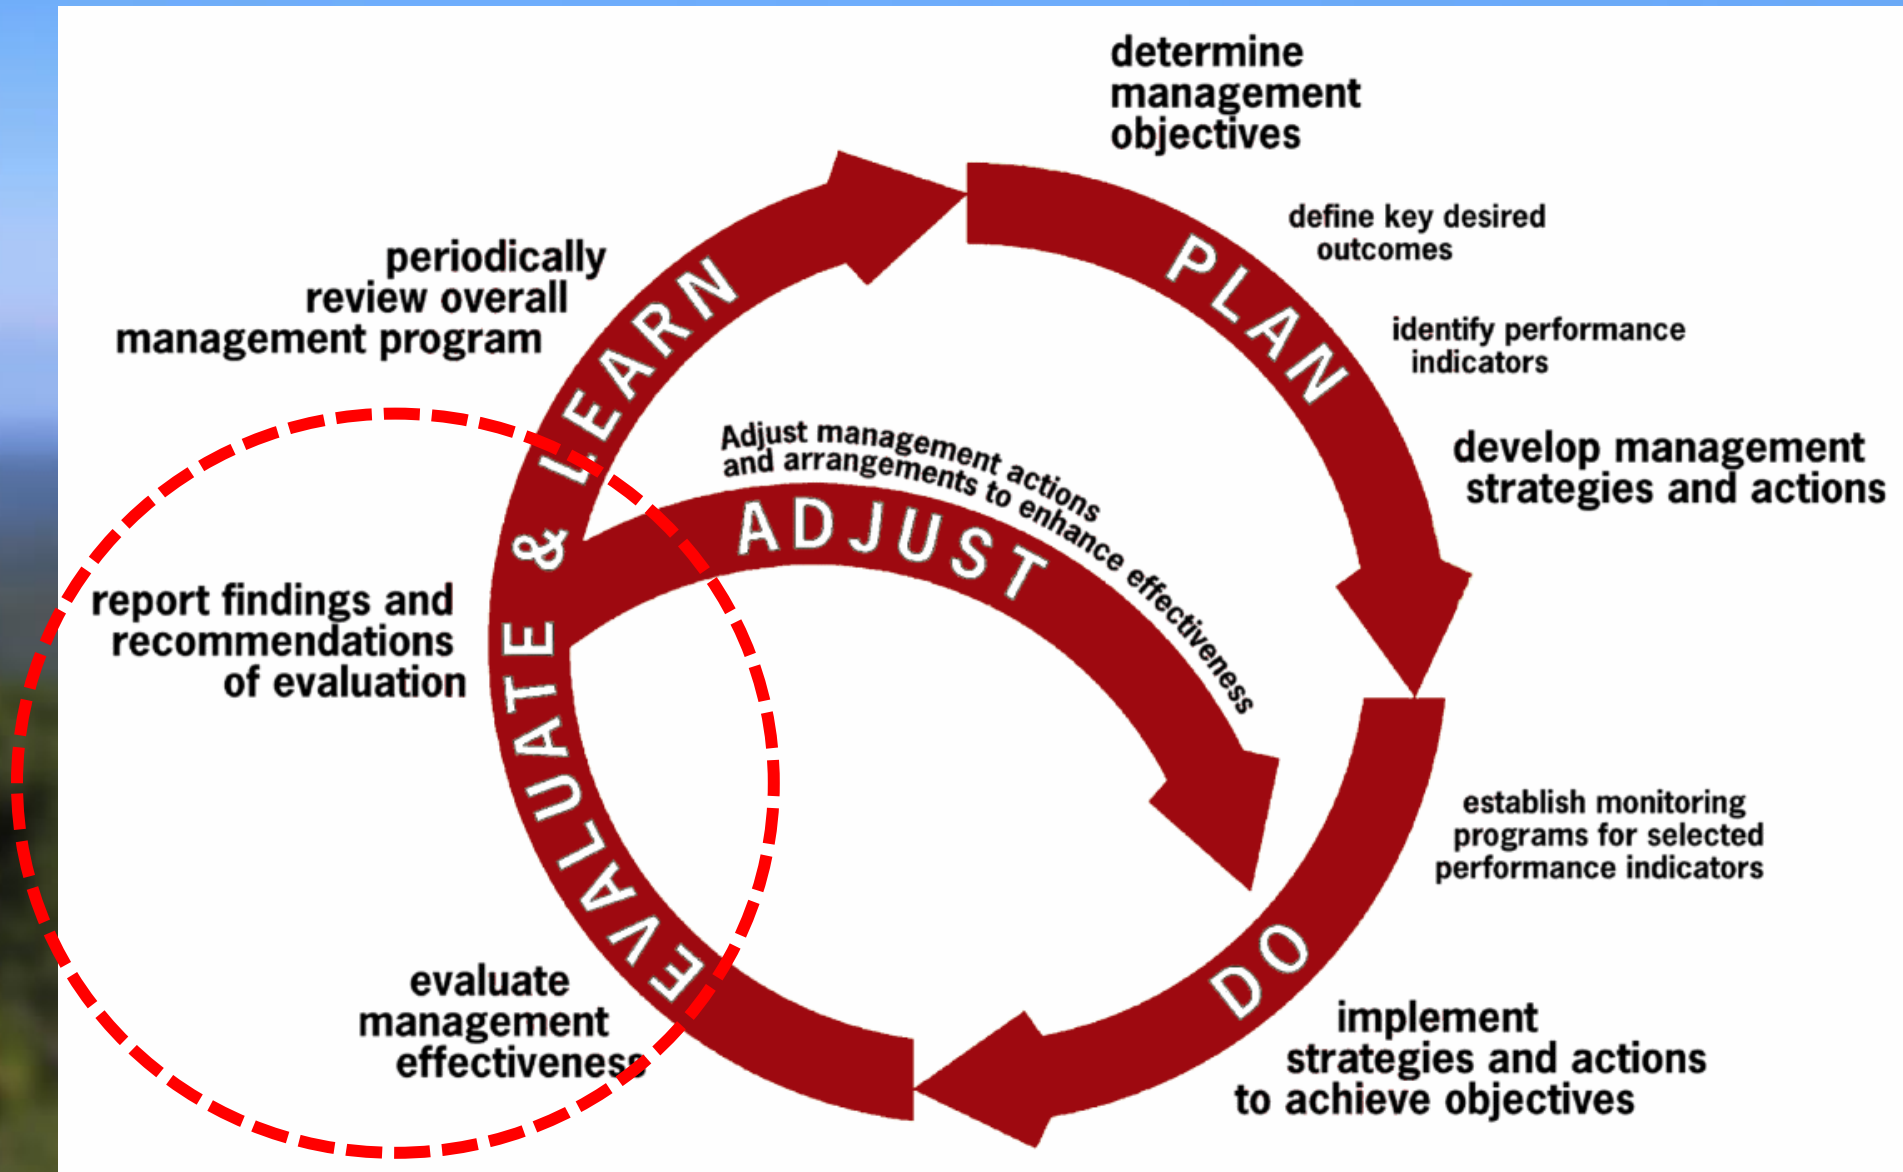 determine
management
objectives
define key desired
outcomes
identify performance
indicators
develop management
strategies and actions
PLAN
establish monitoring
programs for selected
performance indicators
DO
implement
strategies and actions
to achieve objectives
evaluate
management
effectiveness
EVALUATE & LEARN
report findings and
recommendations
of evaluation
periodically
review overall
management program
Adjust management actions
and arrangements to enhance effectiveness
ADJUST